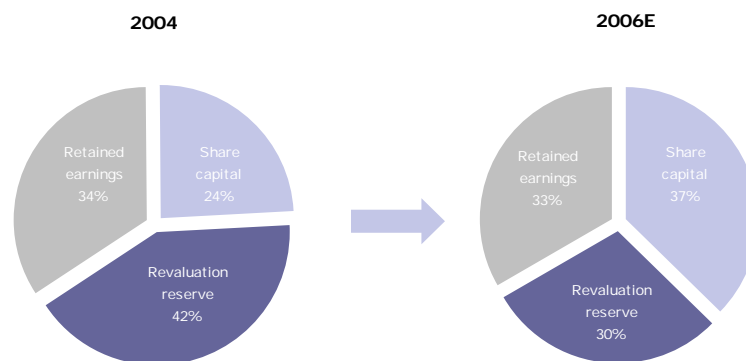 2004
2006E
Retained
earnings
34%
Share
capital
24%
Revaluation
reserve
42%
Retained
earnings
33%
Share
capital
37%
Revaluation
reserve
30%